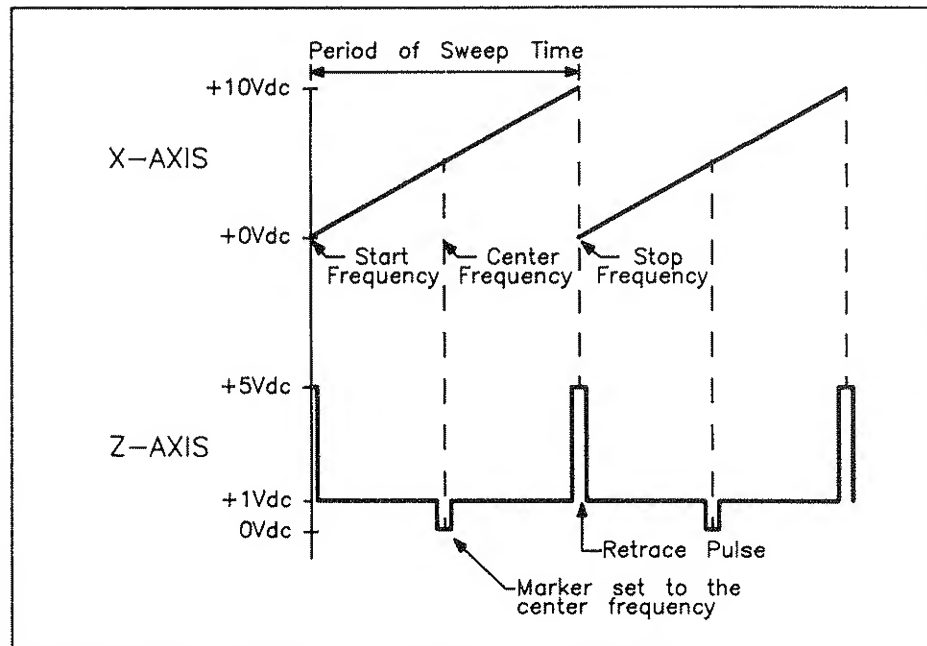 Period of Sweep Time
+10Vdc
X-AXIS
+0Vdc
Start
Frequency
Center
Frequency
Stop
Frequency
+5Vdc
Z-AXIS
+1Vdc
0Vdc
Retrace Pulse
Marker set to the
center frequency